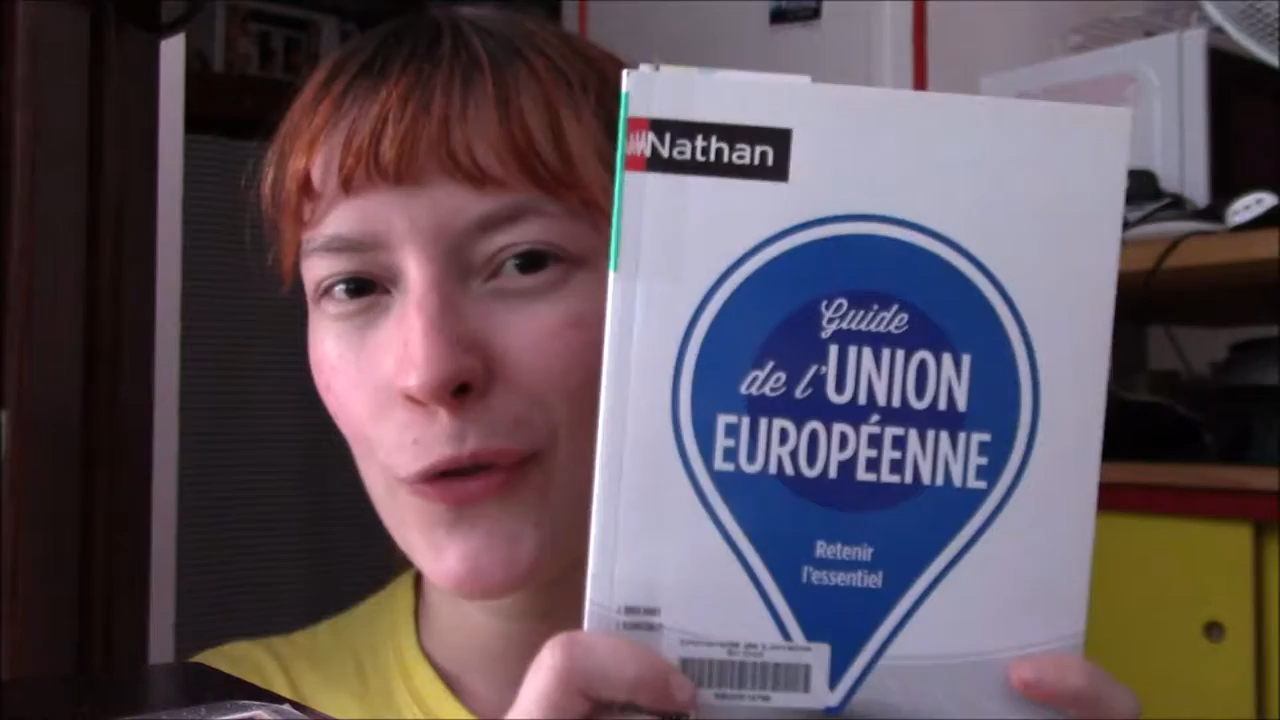 Nathan
Guide
de l'UNION
EUROPÉENNE
Retenir
l'essentiel